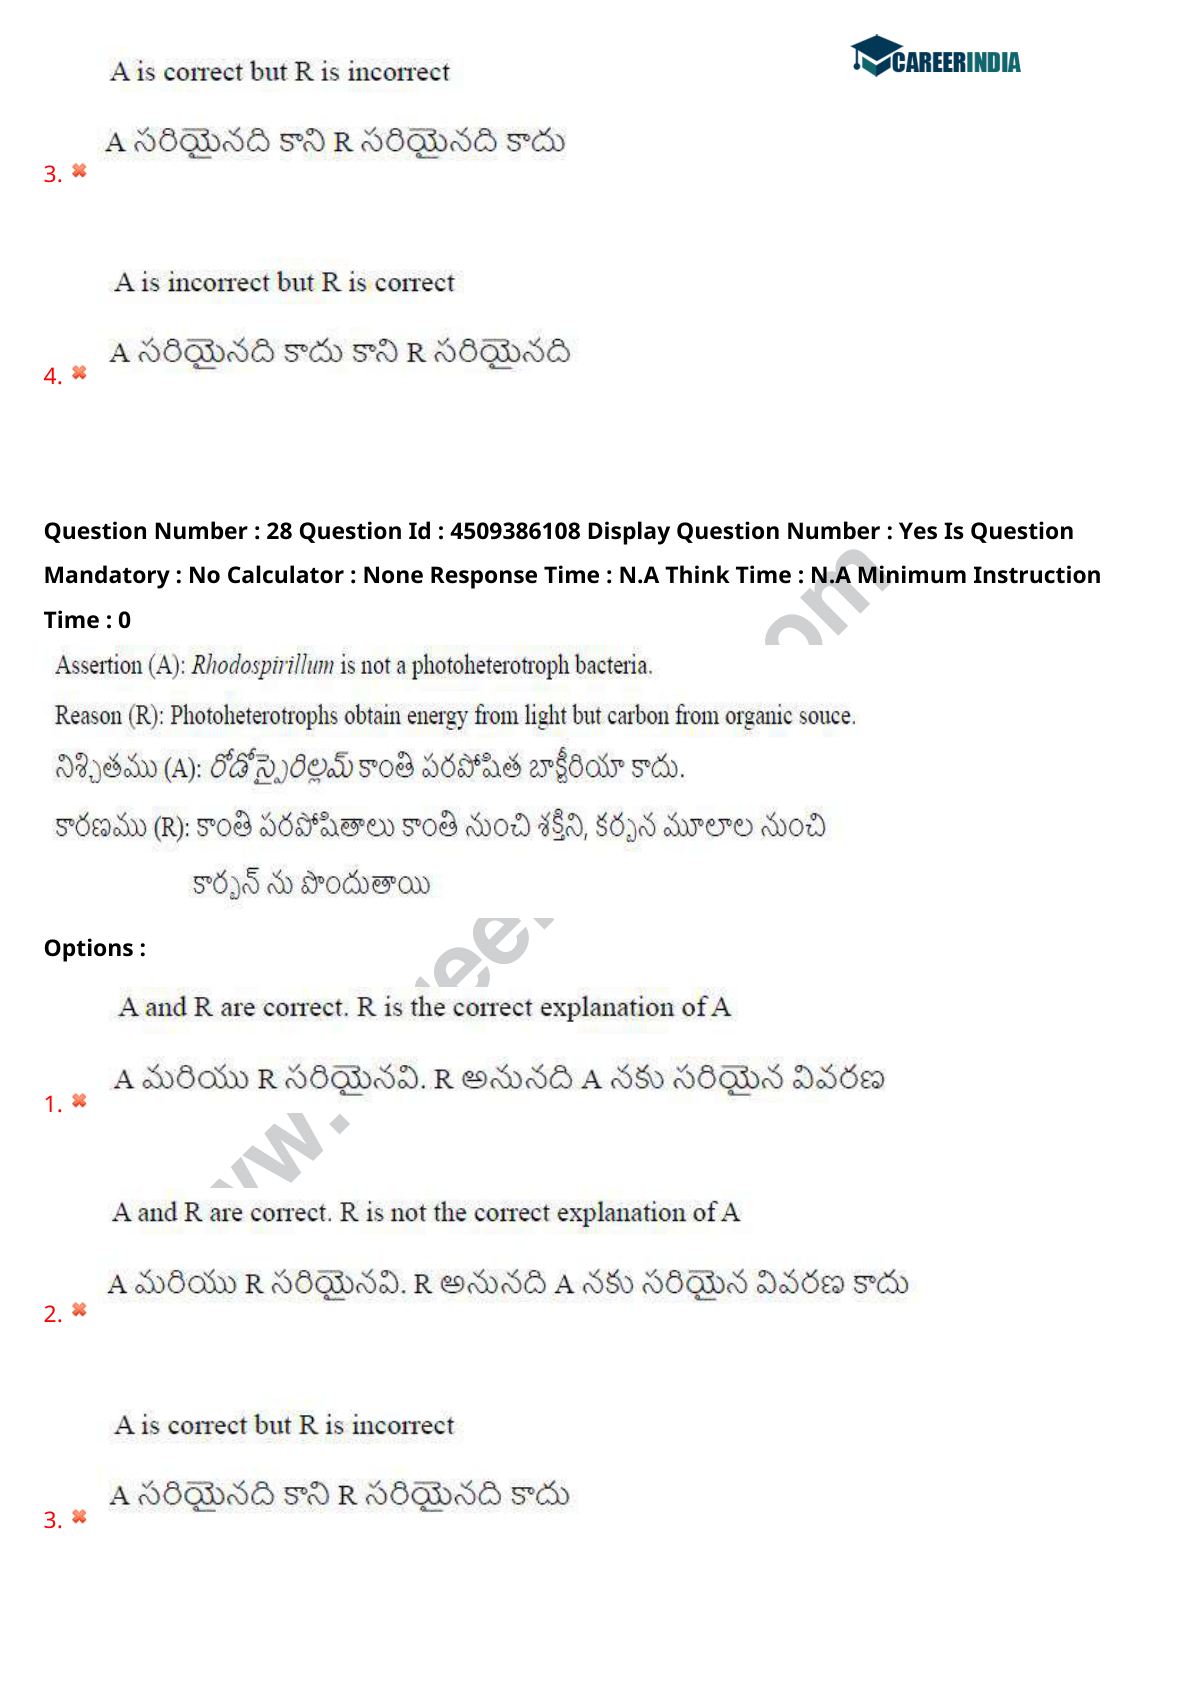 CAREERINDIA
A is correct but R is incorrect
A సరియైనది కాని R సరియైనది కాదు
3.
A is incorrect but R is correct
A సరియైనది కాదు కాని R సరియైనది
4.
Question Number : 28 Question Id : 4509386108 Display Question Number : Yes Is Question
Mandatory : No Calculator : None Response Time : N.A Think Time : N.A Minimum Instruction
Time : 0
Assertion (A): Rhodospirillum is not a photoheterotroph bacteria.
Reason (R): Photoheterotrophs obtain energy from light but carbon from organic souce.
నిశ్చితము (A): రోడోస్పైరిల్లమ్ కాంతి పరపోషిత బాక్టీరియా కాదు.
కారణము (R): కాంతి పరపోషితాలు కాంతి నుంచి శక్తిని, కర్బన మూలాల నుంచి
కార్బన్ ను పొందుతాయి
Options :
A and R are correct. R is the correct explanation of A
A మరియు R సరియైనవి. R అనునది A నకు సరియైన వివరణ
1.
A and R are correct. R is not the correct explanation of A
A మరియు R సరియైనవి. R అనునది A నకు సరియైన వివరణ కాదు
2.
A is correct but R is incorrect
A సరియైనది కాని R సరియైనది కాదు
3.